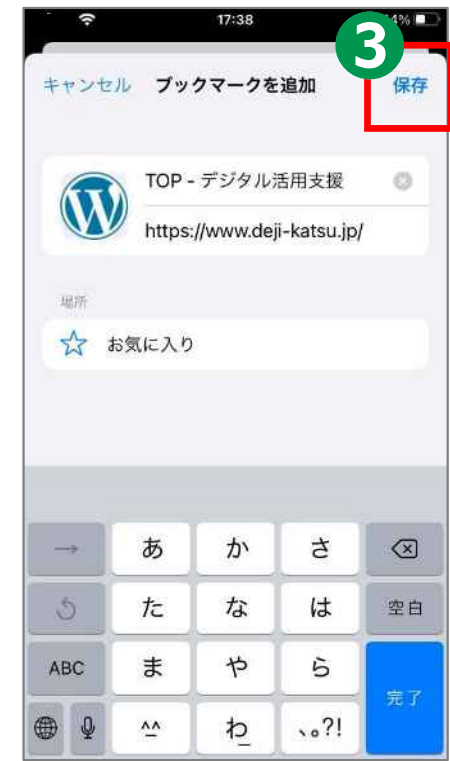 17:38
4%
3
キャンセル ブックマークを追加 保存
TOP - デジタル活用支援
https://www.deji-katsu.jp/
場所
お気に入り
→ あ か さ
た な は 空白
ABC ま や ら 完了
^^ わ_ 、。?!